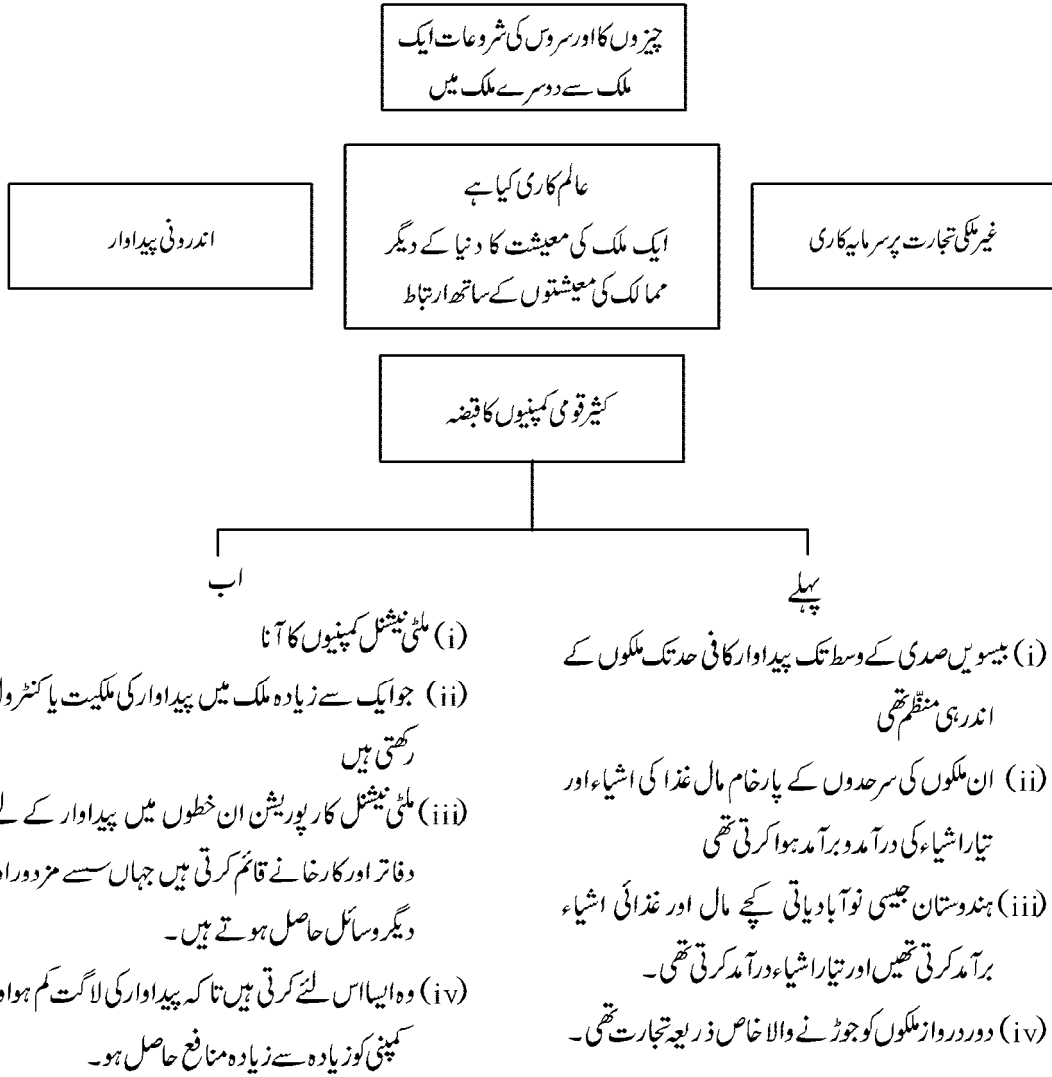 چیزوں کا اور سروس کی شروعات ایک
ملک سے دوسرے ملک میں
عالم کاری کیا ہے
ایک ملک کی معیشت کا دنیا کے دیگر
ممالک کی معیشتوں کے ساتھ ارتباط
غیر ملکی تجارت پر سرمایہ کاری
اندرونی پیداوار
کثیر قومی کمپنیوں کا قبضہ
پہلے
(i) بیسویں صدی کے وسط تک پیداوار کافی حد تک ملکوں کے
اندر ہی منظّم تھی
(ii) ان ملکوں کی سرحدوں کے پار خام مال غذا کی اشیاء اور
تیار اشیاء کی درآمد و برآمد ہوا کرتی تھی
(iii) ہندوستان جیسی نوآبادیاتی کچے مال اور غذائی اشیاء
برآمد کرتی تھیں اور تیار اشیاء درآمد کرتی تھی۔
(iv) دور دراز ملکوں کو جوڑنے والا خاص ذریعہ تجارت تھی۔
اب
(i) ملٹی نیشنل کمپنیوں کا آنا
(ii) جو ایک سے زیادہ ملک میں پیداوار کی ملکیت یا کنٹرول
رکھتی ہیں
(iii) ملٹی نیشنل کارپوریشن ان خطوں میں پیداوار کے
دفاتر اور کارخانے قائم کرتی ہیں جہاں سستے مزدور
دیگر وسائل حاصل ہوتے ہیں۔
(iv) وہ ایسا اس لئے کرتی ہیں تاکہ پیداوار کی لاگت کم ہو
کمپنی کو زیادہ سے زیادہ منافع حاصل ہو۔